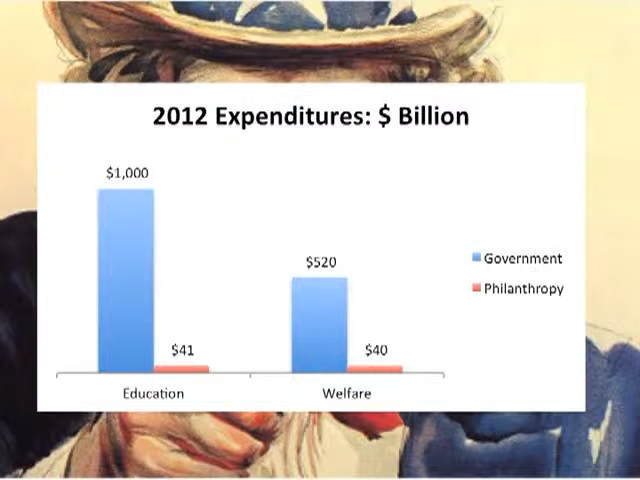 2012 Expenditures: $ Billion
$1,000
$520
Government
Philanthropy
$41
$40
Education
Welfare